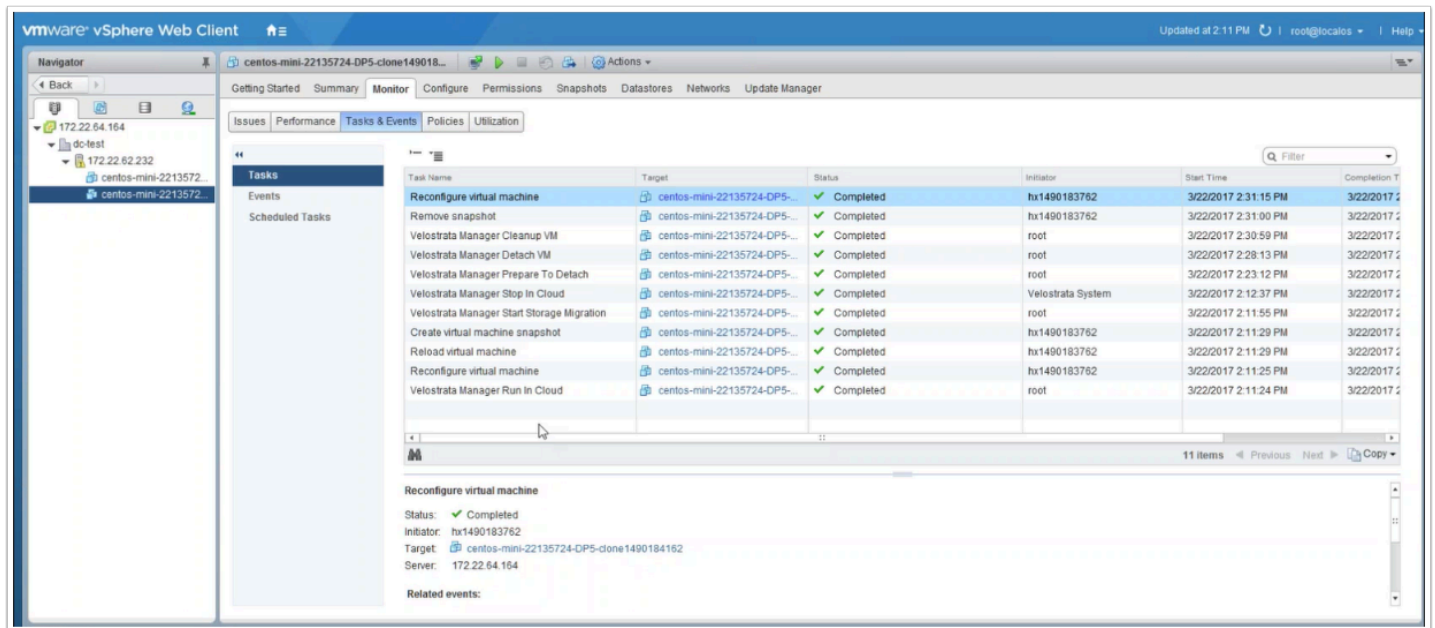 vmware® vSphere Web Client Updated at 2:11 PM | root@localos | Help
Navigator centos-mini-22135724-DP5-clone149018... Actions
Back Getting Started Summary Monitor Configure Permissions Snapshots Datastores Networks Update Manager
172.22.64.164
dc-test
172.22.62.232
centos-mini-2213572...
centos-mini-2213572...
Issues Performance Tasks & Events Policies Utilization
Tasks
Events
Scheduled Tasks
Filter
Task Name Target Status Initiator Start Time Completion T
Reconfigure virtual machine centos-mini-22135724-DP5-... Completed hx1490183762 3/22/2017 2:31:15 PM 3/22/2017 2
Remove snapshot centos-mini-22135724-DP5-... Completed hx1490183762 3/22/2017 2:31:00 PM 3/22/2017 2
Velostrata Manager Cleanup VM centos-mini-22135724-DP5-... Completed root 3/22/2017 2:30:59 PM 3/22/2017 2
Velostrata Manager Detach VM centos-mini-22135724-DP5-... Completed root 3/22/2017 2:28:13 PM 3/22/2017 2
Velostrata Manager Prepare To Detach centos-mini-22135724-DP5-... Completed root 3/22/2017 2:23:12 PM 3/22/2017 2
Velostrata Manager Stop In Cloud centos-mini-22135724-DP5-... Completed Velostrata System 3/22/2017 2:12:37 PM 3/22/2017 2
Velostrata Manager Start Storage Migration centos-mini-22135724-DP5-... Completed root 3/22/2017 2:11:55 PM 3/22/2017 2
Create virtual machine snapshot centos-mini-22135724-DP5-... Completed hx1490183762 3/22/2017 2:11:29 PM 3/22/2017 2
Reload virtual machine centos-mini-22135724-DP5-... Completed hx1490183762 3/22/2017 2:11:29 PM 3/22/2017 2
Reconfigure virtual machine centos-mini-22135724-DP5-... Completed hx1490183762 3/22/2017 2:11:25 PM 3/22/2017 2
Velostrata Manager Run In Cloud centos-mini-22135724-DP5-... Completed root 3/22/2017 2:11:24 PM 3/22/2017 2
11 items Previous Next Copy
Reconfigure virtual machine
Status: Completed
Initiator: hx1490183762
Target: centos-mini-22135724-DP5-clone1490184162
Server: 172.22.64.164
Related events: